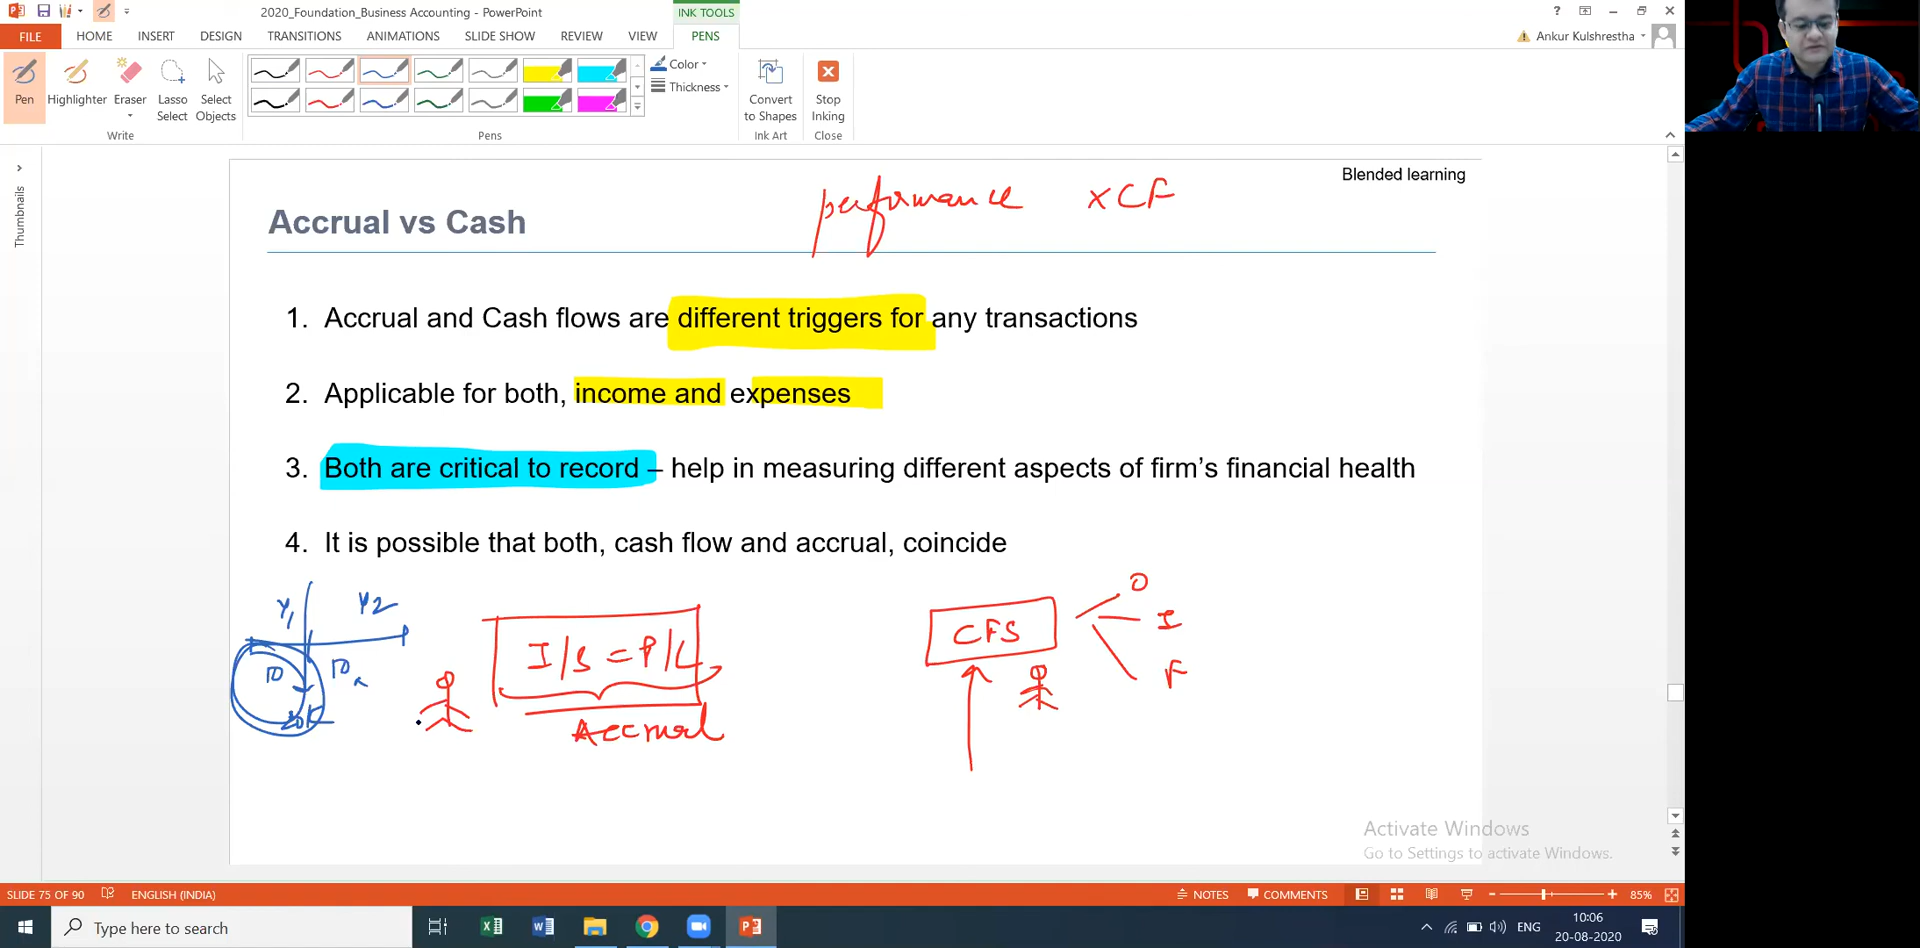 2020_Foundation_Business Accounting - PowerPoint
INK TOOLS
FILE HOME INSERT DESIGN TRANSITIONS ANIMATIONS SLIDE SHOW REVIEW VIEW PENS
Ankur Kulshrestha
Pen Highlighter Eraser Lasso Select Select Objects
Color
Thickness
Convert to Shapes
Stop Inking
Write Pens Ink Art Close
Thumbnails
Blended learning
performance xCF
Accrual vs Cash
1. Accrual and Cash flows are different triggers for any transactions
2. Applicable for both, income and expenses
3. Both are critical to record – help in measuring different aspects of firm's financial health
4. It is possible that both, cash flow and accrual, coincide
Y1 Y2
10 10
20K
I/S = P/L
Accrual
CFS
O
I
F
Activate Windows
Go to Settings to activate Windows.
SLIDE 75 OF 90 ENGLISH (INDIA) NOTES COMMENTS 85%
Type here to search
ENG
10:06
20-08-2020